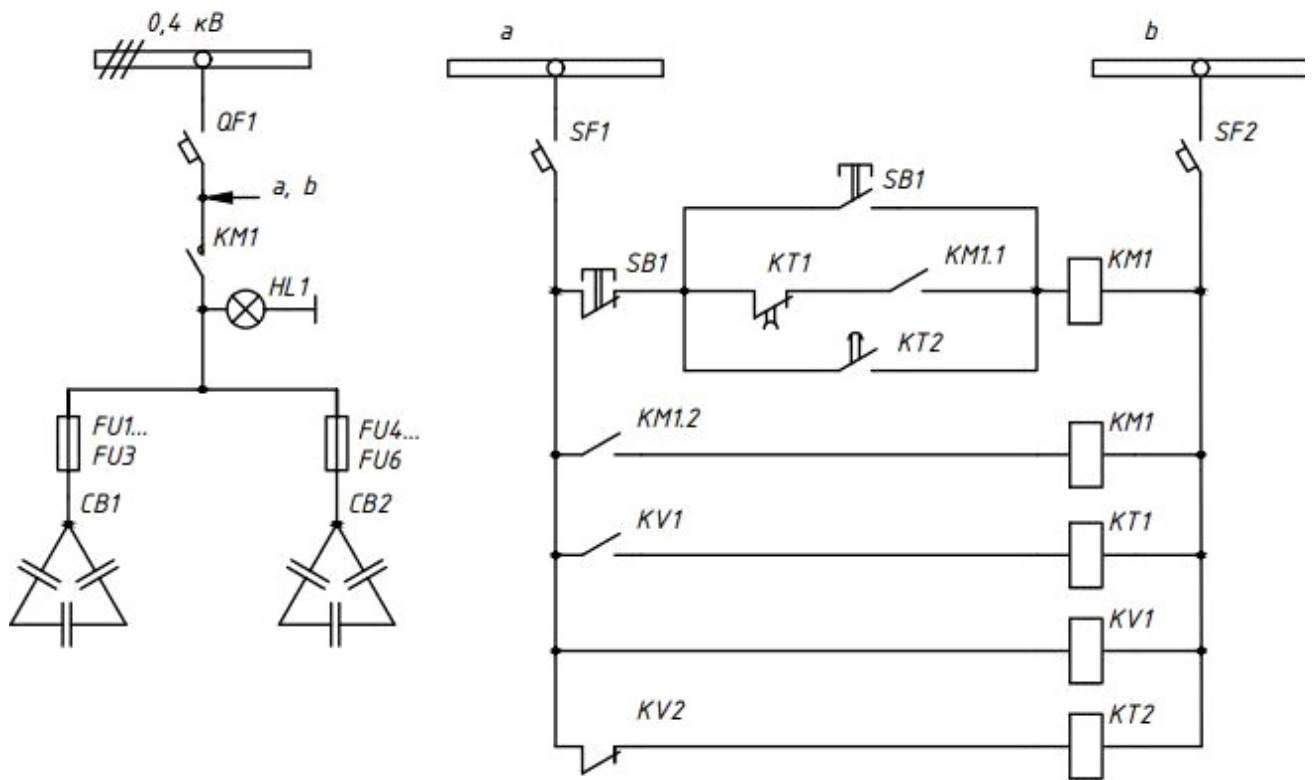 0,4 кВ
QF1
a, b
KM1
HL1
FU1...
FU3
FU4...
FU6
CB1
CB2
a
b
SF1
SF2
SB1
SB1
KT1
KM1.1
KM1
KT2
KM1.2
KM1
KV1
KT1
KV1
KV2
KT2